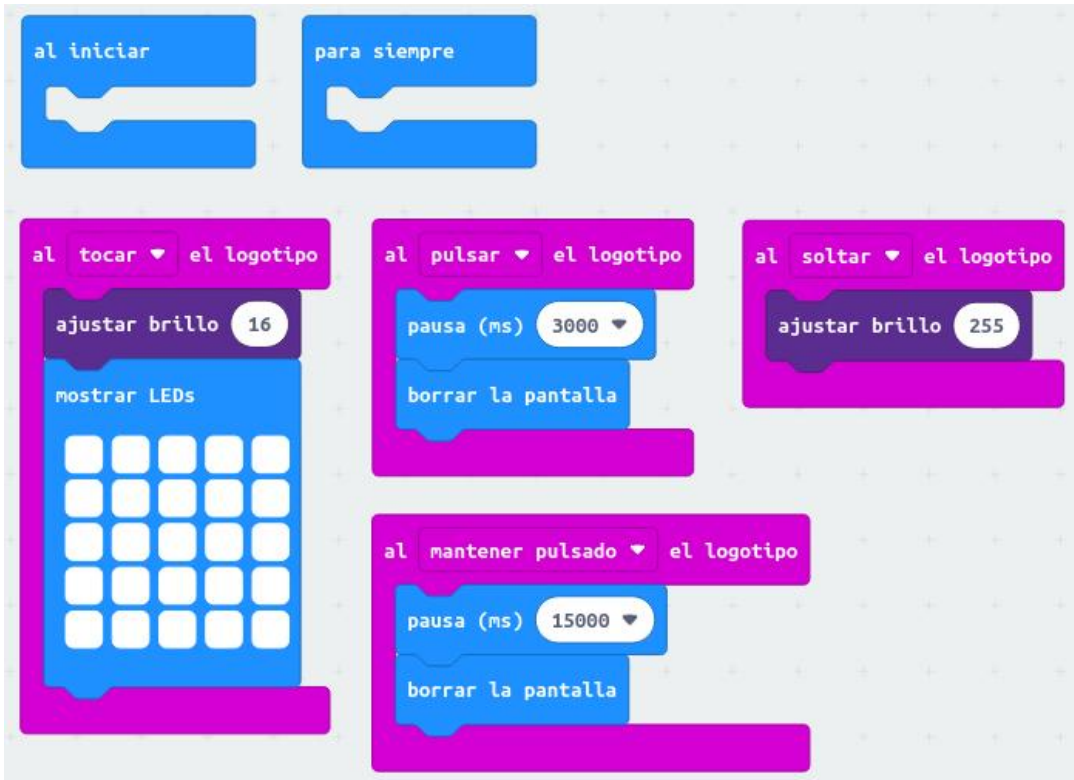 al iniciar
para siempre
al tocar el logotipo
ajustar brillo 16
mostrar LEDs
al pulsar el logotipo
pausa (ms) 3000
borrar la pantalla
al soltar el logotipo
ajustar brillo 255
al mantener pulsado el logotipo
pausa (ms) 15000
borrar la pantalla